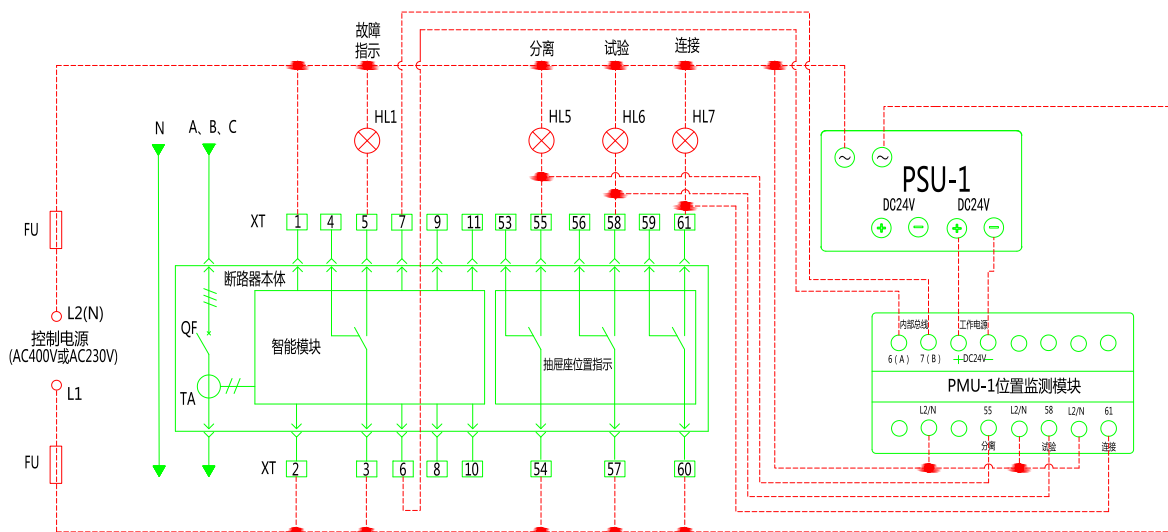 故障
指示
分离
试验
连接
N
A、B、C
HL1
HL5
HL6
HL7
PSU-1
DC24V
DC24V
FU
XT
1
4
5
7
9
11
53
55
56
58
59
61
断路器本体
L2(N)
控制电源
(AC400V或AC230V)
L1
QF
TA
智能模块
抽屉座位置指示
内部总线
工作电源
6(A)
7(B)
+DC24V-
PMU-1位置监测模块
L2/N
55
L2/N
58
L2/N
61
分离
试验
连接
FU
XT
2
3
6
8
10
54
57
60